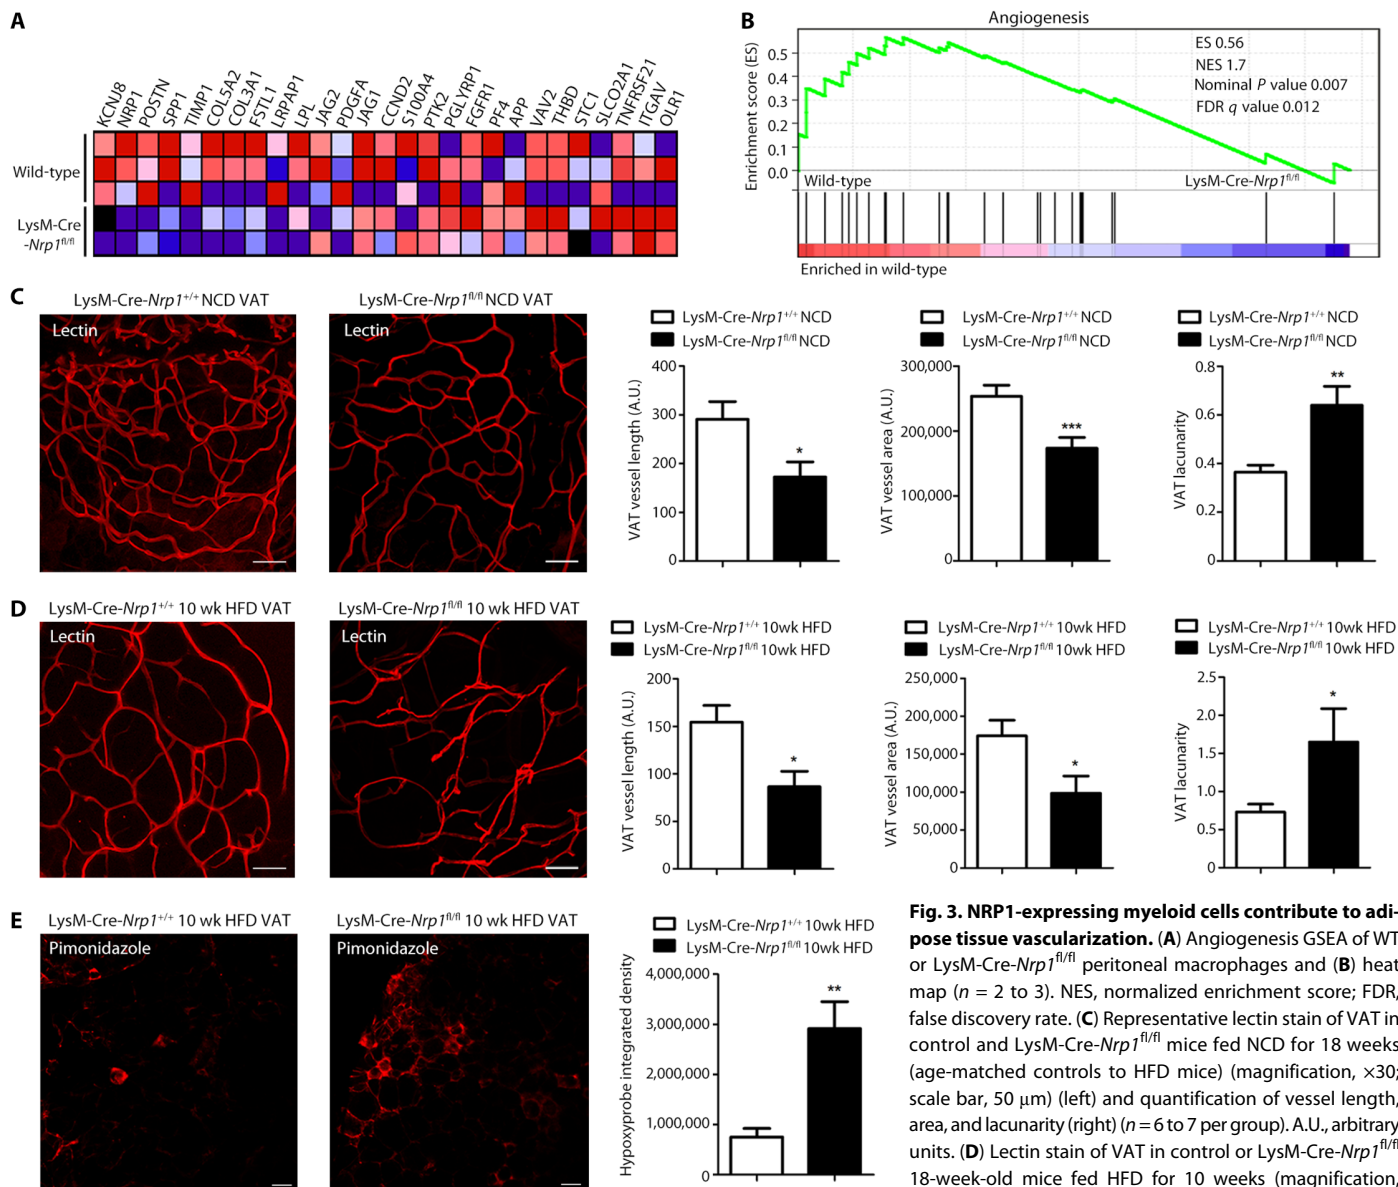 A
KCNJ8
NRP1
POSTN
SPP1
TIMP1
COL5A2
COL3A1
FSTL1
LRPAP1
LPL
JAG2
PDGFA
JAG1
CCND2
S100A4
PTK2
PGLYRP1
FGFR1
PF4
APP
VAV2
THBD
STC1
SLCO2A1
TNFRSF21
ITGAV
OLR1
Wild-type
LysM-Cre
-Nrp1fl/fl
B
Angiogenesis
Enrichment score (ES)
0.5
0.4
0.3
0.2
0.1
0.0
ES 0.56
NES 1.7
Nominal P value 0.007
FDR q value 0.012
Wild-type
LysM-Cre-Nrp1fl/fl
Enriched in wild-type
C
LysM-Cre-Nrp1+/+ NCD VAT
Lectin
LysM-Cre-Nrp1fl/fl NCD VAT
Lectin
LysM-Cre-Nrp1+/+ NCD
LysM-Cre-Nrp1fl/fl NCD
VAT vessel length (A.U.)
400
300
200
100
0
*
LysM-Cre-Nrp1+/+ NCD
LysM-Cre-Nrp1fl/fl NCD
VAT vessel area (A.U.)
300,000
200,000
100,000
0
***
LysM-Cre-Nrp1+/+ NCD
LysM-Cre-Nrp1fl/fl NCD
VAT lacunarity
0.8
0.6
0.4
0.2
0
**
D
LysM-Cre-Nrp1+/+ 10 wk HFD VAT
Lectin
LysM-Cre-Nrp1fl/fl 10 wk HFD VAT
Lectin
LysM-Cre-Nrp1+/+ 10wk HFD
LysM-Cre-Nrp1fl/fl 10wk HFD
VAT vessel length (A.U.)
200
150
100
50
0
*
LysM-Cre-Nrp1+/+ 10wk HFD
LysM-Cre-Nrp1fl/fl 10wk HFD
VAT vessel area (A.U.)
250,000
200,000
150,000
100,000
50,000
0
*
LysM-Cre-Nrp1+/+ 10wk HFD
LysM-Cre-Nrp1fl/fl 10wk HFD
VAT lacunarity
2.5
2.0
1.5
1.0
0.5
0
*
E
LysM-Cre-Nrp1+/+ 10 wk HFD VAT
Pimonidazole
LysM-Cre-Nrp1fl/fl 10 wk HFD VAT
Pimonidazole
LysM-Cre-Nrp1+/+ 10wk HFD
LysM-Cre-Nrp1fl/fl 10wk HFD
Hypoxyprobe integrated density
4,000,000
3,000,000
2,000,000
1,000,000
0
**
Fig. 3. NRP1-expressing myeloid cells contribute to adi-
pose tissue vascularization. (A) Angiogenesis GSEA of WT
or LysM-Cre-Nrp1fl/fl peritoneal macrophages and (B) heat
map (n = 2 to 3). NES, normalized enrichment score; FDR,
false discovery rate. (C) Representative lectin stain of VAT in
control and LysM-Cre-Nrp1fl/fl mice fed NCD for 18 weeks
(age-matched controls to HFD mice) (magnification, ×30;
scale bar, 50 μm) (left) and quantification of vessel length,
area, and lacunarity (right) (n = 6 to 7 per group). A.U., arbitrary
units. (D) Lectin stain of VAT in control or LysM-Cre-Nrp1fl/fl
18-week-old mice fed HFD for 10 weeks (magnification,